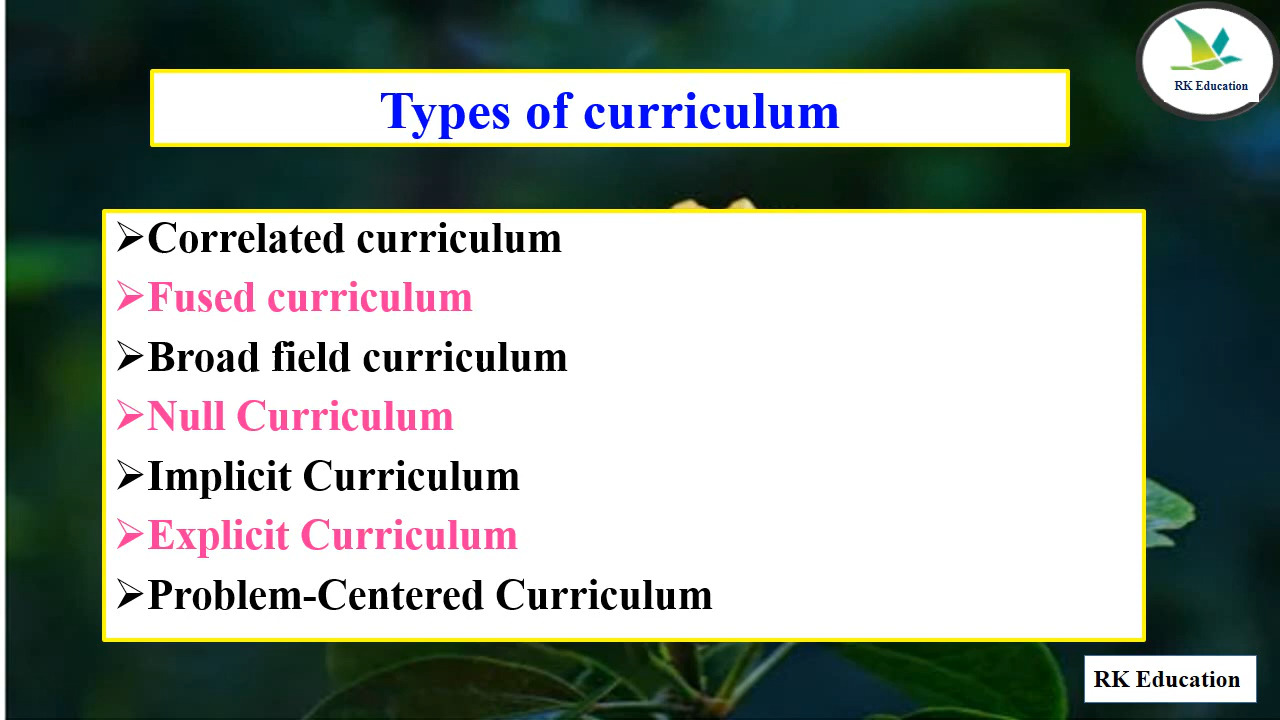 RK Education
Types of curriculum
➢Correlated curriculum
➢Fused curriculum
➢Broad field curriculum
➢Null Curriculum
➢Implicit Curriculum
➢Explicit Curriculum
➢Problem-Centered Curriculum
RK Education